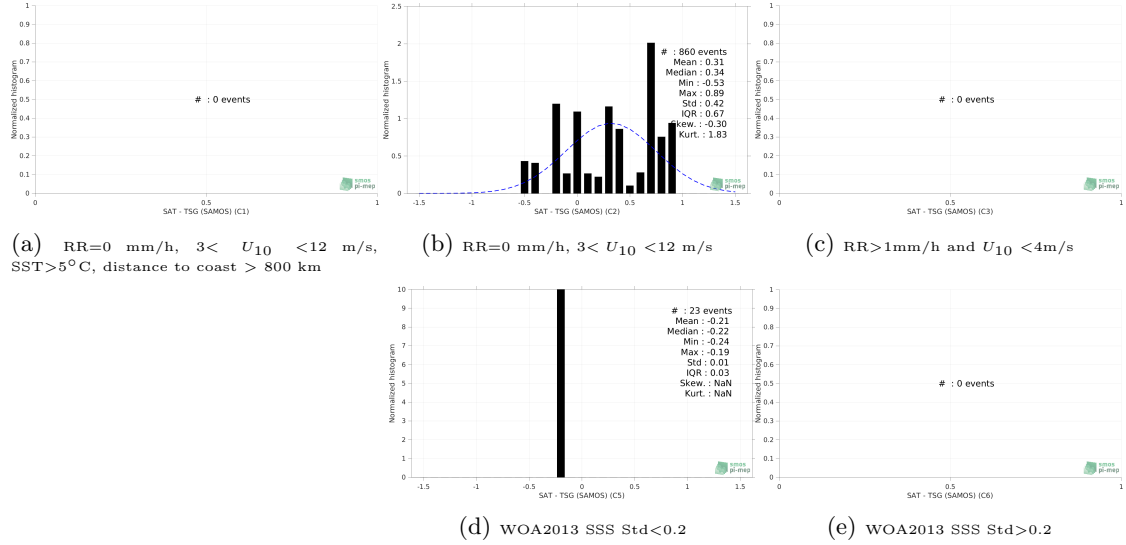 1
0.9
0.8
0.7
0.6
0.5
0.4
0.3
0.2
0.1
0
Normalized histogram
# : 0 events
0 0.5 1
SAT - TSG (SAMOS) (C1)
smos
pi-mep
(a) RR=0 mm/h, 3< U10 <12 m/s,
SST>5°C, distance to coast > 800 km
2.5
2
1.5
1
0.5
0
Normalized histogram
# : 860 events
Mean : 0.31
Median : 0.34
Min : -0.53
Max : 0.89
Std : 0.42
IQR : 0.67
Skew. : -0.30
Kurt. : 1.83
-1.5 -1 -0.5 0 0.5 1 1.5
SAT - TSG (SAMOS) (C2)
smos
pi-mep
(b) RR=0 mm/h, 3< U10 <12 m/s
1
0.9
0.8
0.7
0.6
0.5
0.4
0.3
0.2
0.1
0
Normalized histogram
# : 0 events
0 0.5 1
SAT - TSG (SAMOS) (C3)
smos
pi-mep
(c) RR>1mm/h and U10 <4m/s
10
9
8
7
6
5
4
3
2
1
0
Normalized histogram
# : 23 events
Mean : -0.21
Median : -0.22
Min : -0.24
Max : -0.19
Std : 0.01
IQR : 0.03
Skew. : NaN
Kurt. : NaN
-1.5 -1 -0.5 0 0.5 1 1.5
SAT - TSG (SAMOS) (C5)
smos
pi-mep
(d) WOA2013 SSS Std<0.2
1
0.9
0.8
0.7
0.6
0.5
0.4
0.3
0.2
0.1
0
Normalized histogram
# : 0 events
0 0.5 1
SAT - TSG (SAMOS) (C6)
smos
pi-mep
(e) WOA2013 SSS Std>0.2